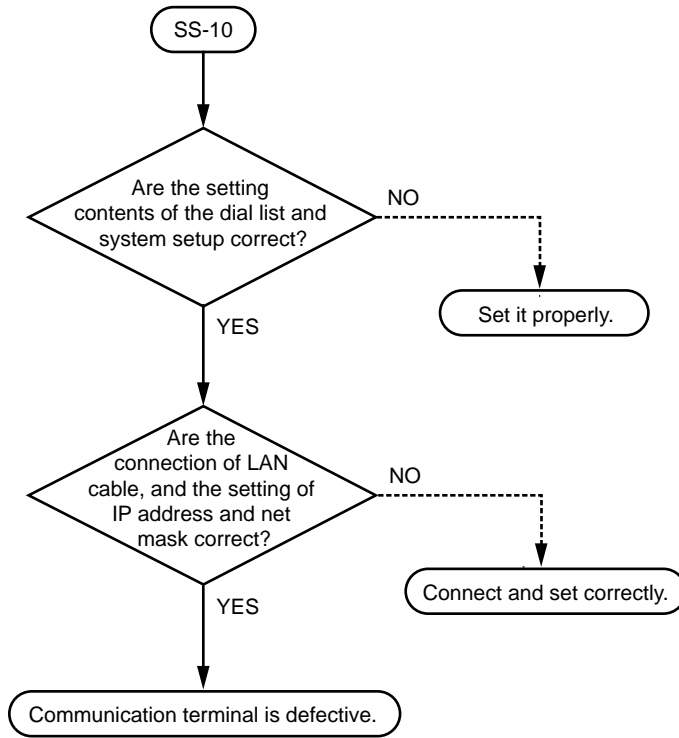 SS-10
Are the setting
contents of the dial list and
system setup correct?
NO
Set it properly.
YES
Are the
connection of LAN
cable, and the setting of
IP address and net
mask correct?
NO
Connect and set correctly.
YES
Communication terminal is defective.